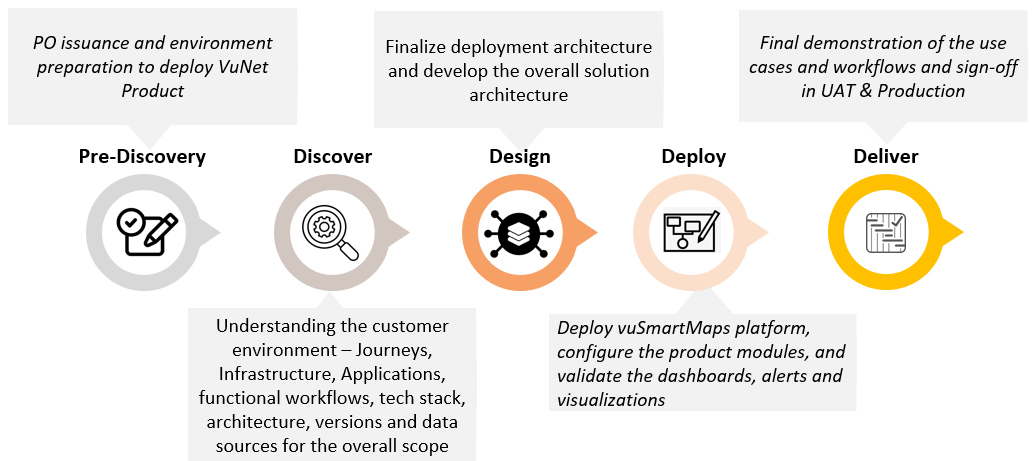 PO issuance and environment
preparation to deploy VuNet
Product
Finalize deployment architecture
and develop the overall solution
architecture
Final demonstration of the use
cases and workflows and sign-off
in UAT & Production
Pre-Discovery
Discover
Design
Deploy
Deliver
Understanding the customer
environment – Journeys,
Infrastructure, Applications,
functional workflows, tech stack,
architecture, versions and data
sources for the overall scope
Deploy vuSmartMaps platform,
configure the product modules, and
validate the dashboards, alerts and
visualizations